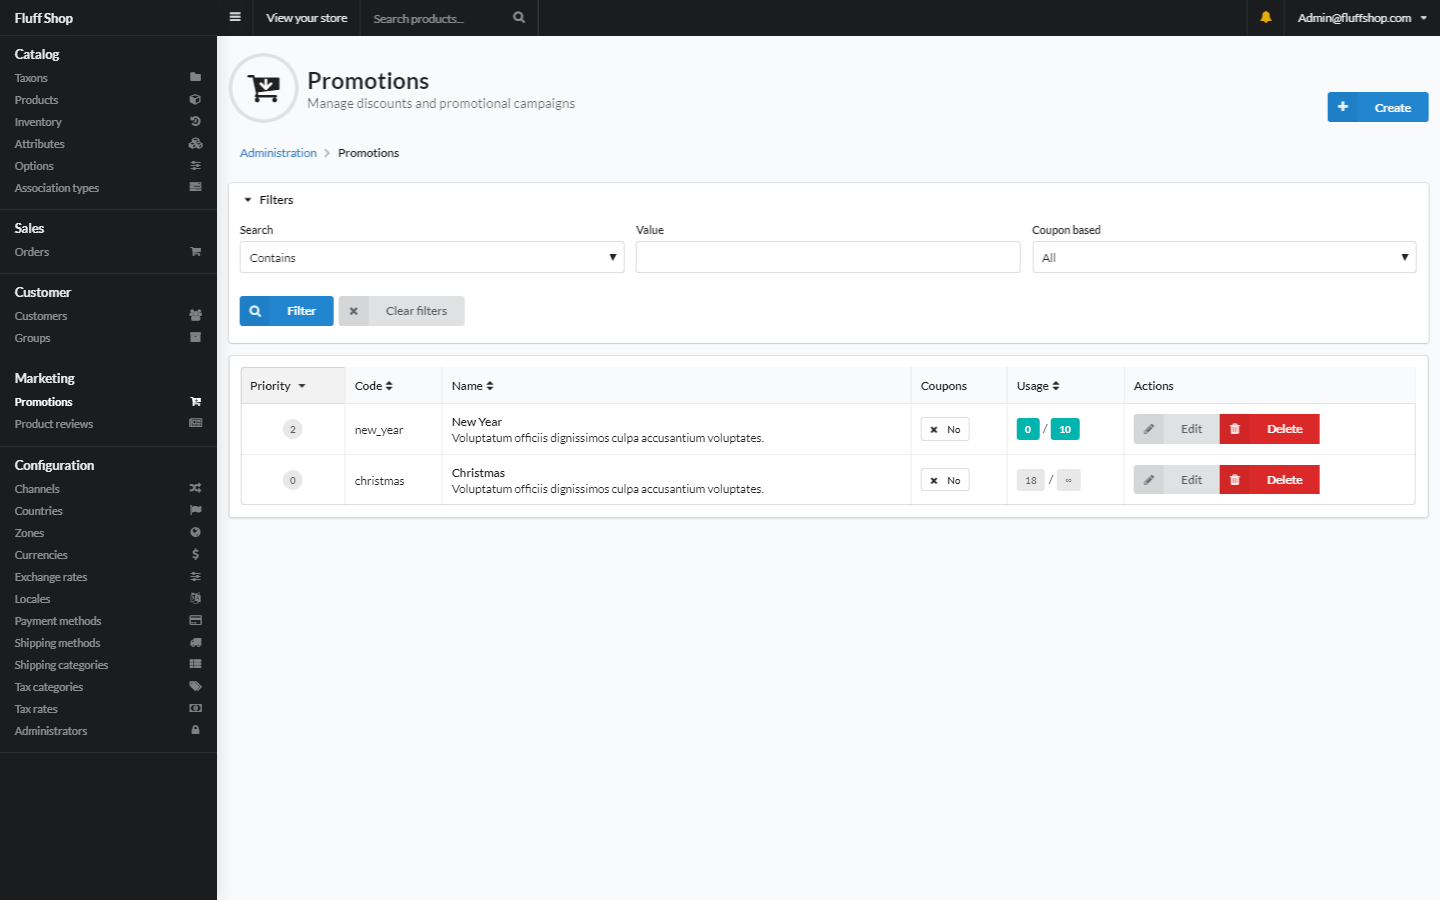 Fluff Shop
View your store
Search products...
Admin@fluffshop.com
Catalog
Taxons
Products
Inventory
Attributes
Options
Association types
Sales
Orders
Customer
Customers
Groups
Marketing
Promotions
Product reviews
Configuration
Channels
Countries
Zones
Currencies
Exchange rates
Locales
Payment methods
Shipping methods
Shipping categories
Tax categories
Tax rates
Administrators
Promotions
Manage discounts and promotional campaigns
Create
Administration
Promotions
Filters
Search
Value
Coupon based
Contains
All
Filter
Clear filters
Priority
Code
Name
Coupons
Usage
Actions
2
new_year
New Year
Voluptatum officiis dignissimos culpa accusantium voluptates.
No
0 / 10
Edit
Delete
0
christmas
Christmas
Voluptatum officiis dignissimos culpa accusantium voluptates.
No
18 / ∞
Edit
Delete